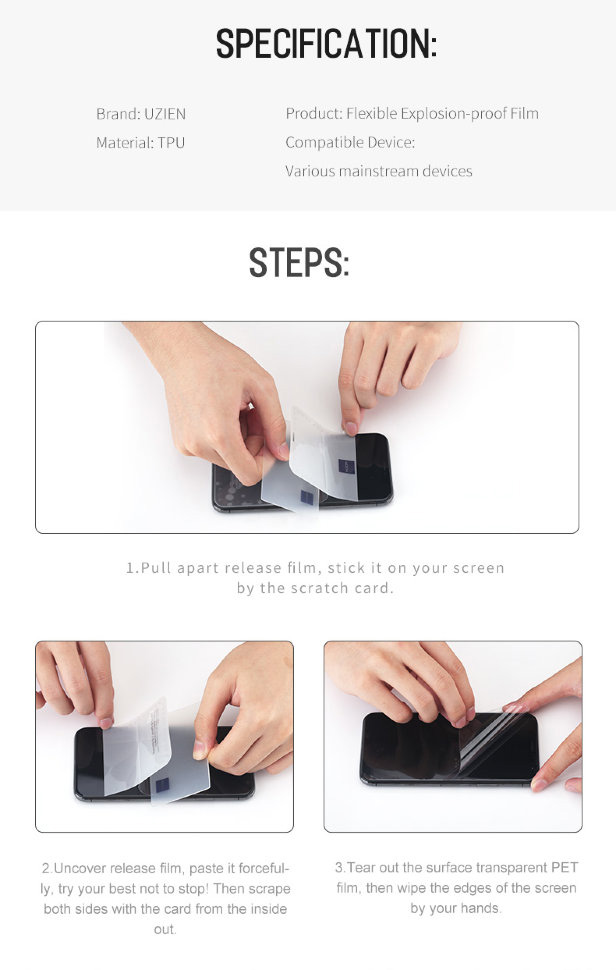 SPECIFICATION:
Brand: UZIEN
Product: Flexible Explosion-proof Film
Material: TPU
Compatible Device:
Various mainstream devices
STEPS:
1.Pull apart release film, stick it on your screen
by the scratch card.
2.Uncover release film, paste it forceful-
ly, try your best not to stop! Then scrape
both sides with the card from the inside
out.
3.Tear out the surface transparent PET
film, then wipe the edges of the screen
by your hands.